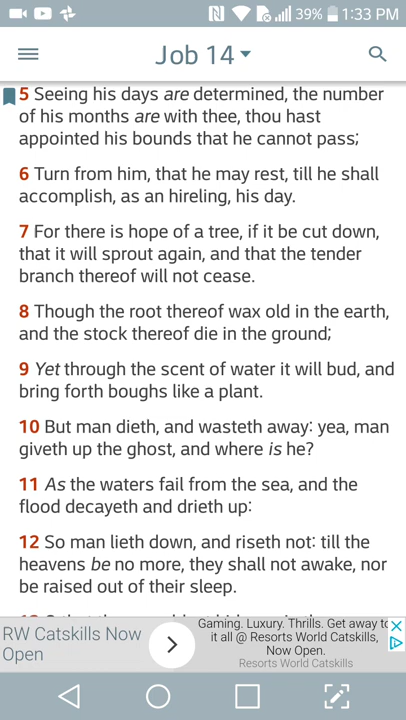 39% 1:33 PM
Job 14
5 Seeing his days are determined, the number
of his months are with thee, thou hast
appointed his bounds that he cannot pass;
6 Turn from him, that he may rest, till he shall
accomplish, as an hireling, his day.
7 For there is hope of a tree, if it be cut down,
that it will sprout again, and that the tender
branch thereof will not cease.
8 Though the root thereof wax old in the earth,
and the stock thereof die in the ground;
9 Yet through the scent of water it will bud, and
bring forth boughs like a plant.
10 But man dieth, and wasteth away: yea, man
giveth up the ghost, and where is he?
11 As the waters fail from the sea, and the
flood decayeth and drieth up:
12 So man lieth down, and riseth not: till the
heavens be no more, they shall not awake, nor
be raised out of their sleep.
RW Catskills Now
Open
Gaming. Luxury. Thrills. Get away to
it all @ Resorts World Catskills,
Now Open.
Resorts World Catskills